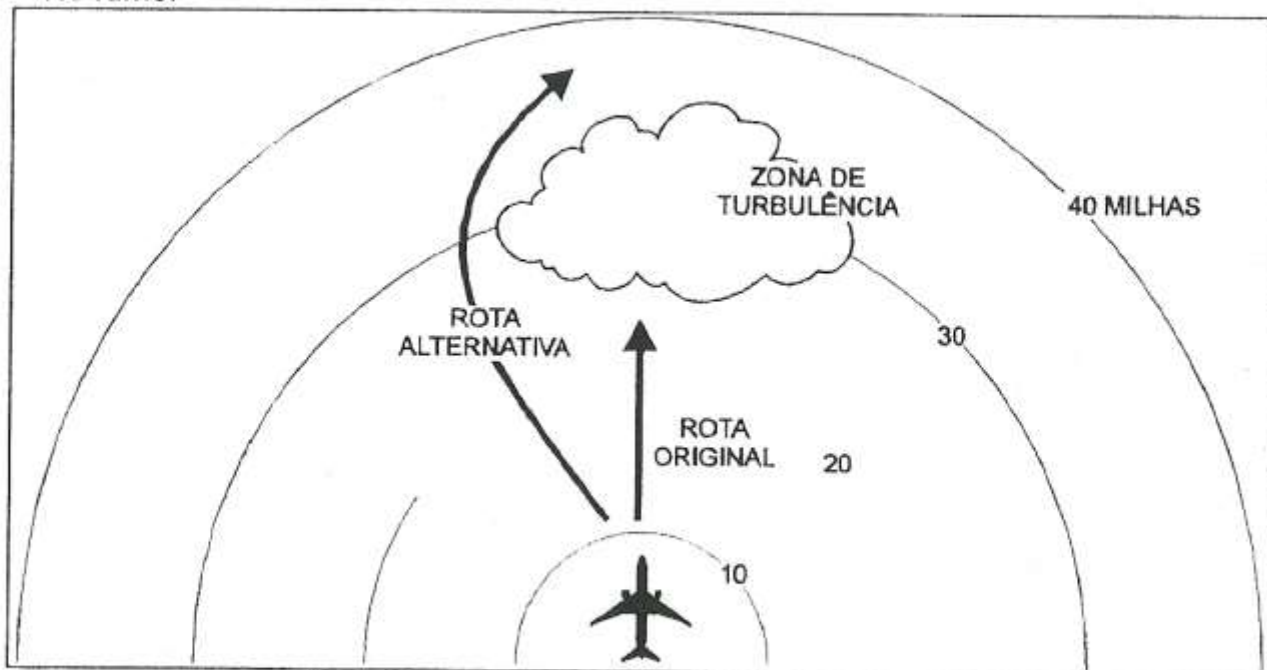 ZONA DE
TURBULÊNCIA
40 MILHAS
ROTA
ALTERNATIVA
30
ROTA
ORIGINAL
20
10